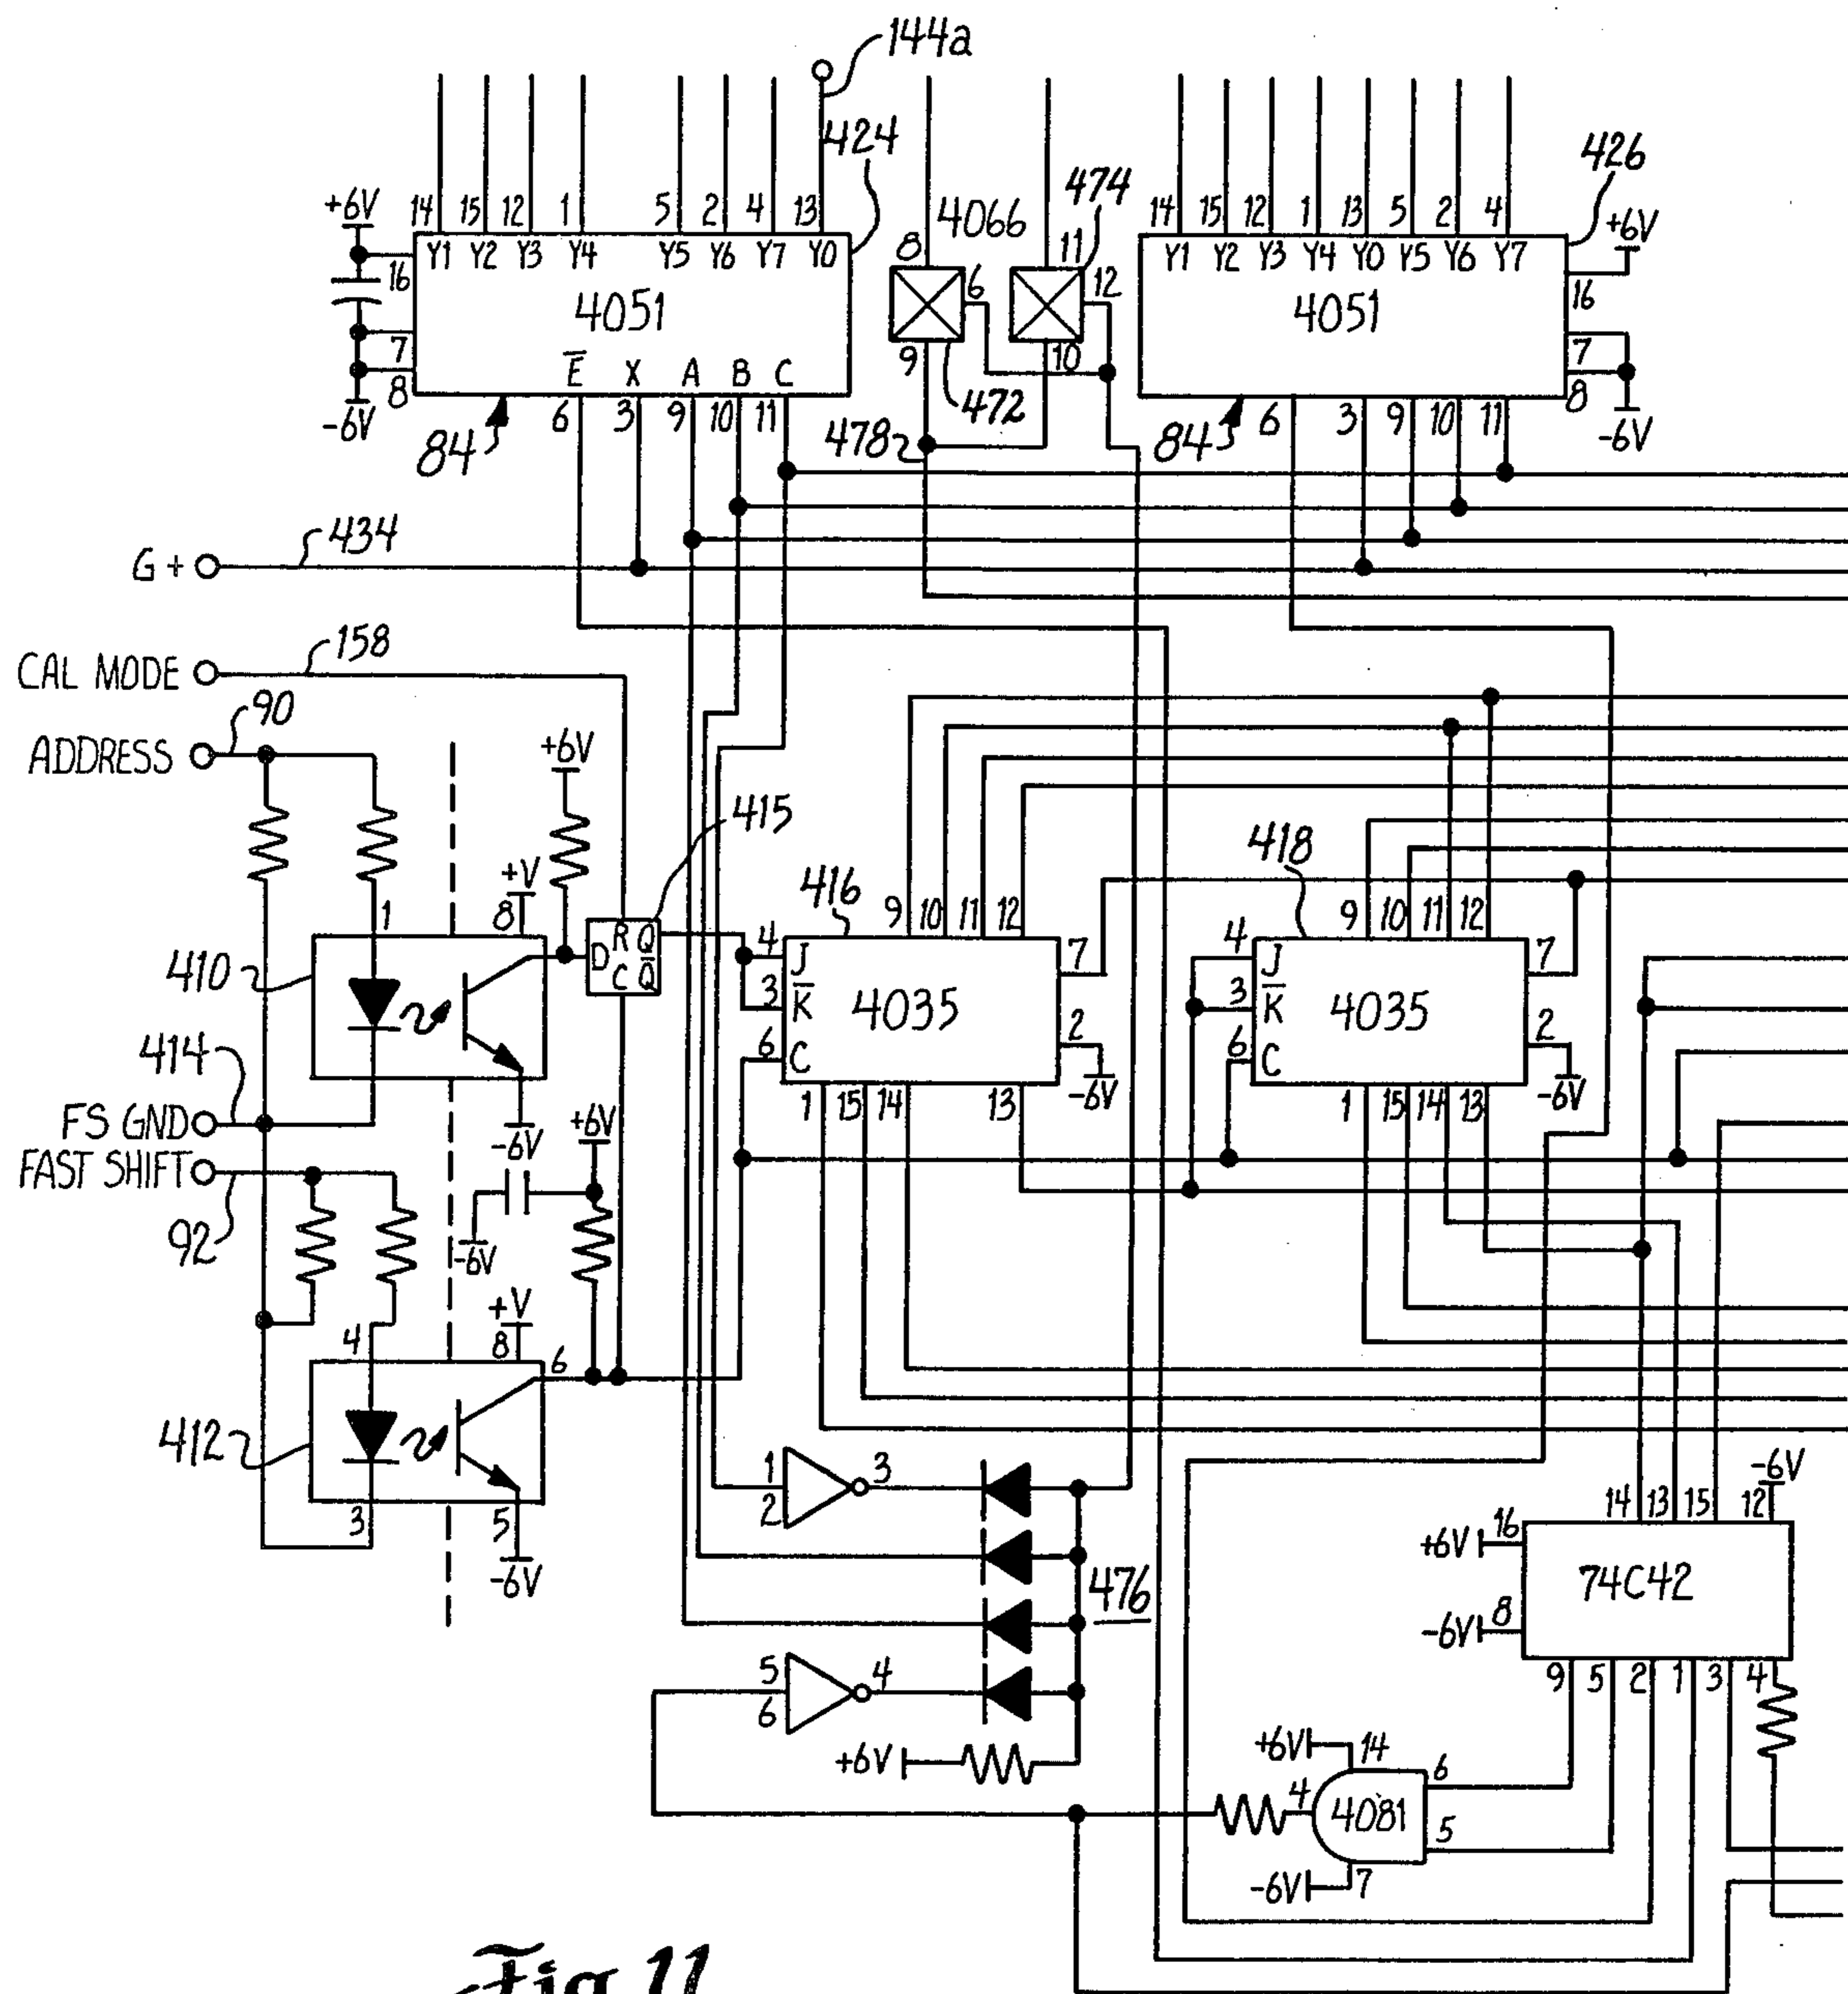 144a
424
426
474
+6V
14 15 12 1 5 2 4 13
8
4066
11
14 15 12 1 13 5 2 4
+6V
Y1 Y2 Y3 Y4 Y5 Y6 Y7 Y0
6
12
Y1 Y2 Y3 Y4 Y0 Y5 Y6 Y7
16
4051
4051
16
7
E̅ X A B C
9
10
7
8
-6V
84
6 3 9 10 11
472
478
84
6 3 9 10 11
8
-6V
G +
434
CAL MODE
158
ADDRESS
90
+6V
415
418
416
+V
8
1
9 10 11 12
9 10 11 12
410
D R Q
C Q̅
4 J
3 K̅
6 C
4035
7
2
-6V
4 J
3 K̅
6 C
4035
7
2
-6V
414
1 15 14 13
1 15 14 13
FS GND
-6V
+6V
FAST SHIFT
92
-6V
+V
8
4
6
412
3
5
-6V
1
2
3
-6V
14 13 15 12
+6V
16
74C42
476
-6V
8
5
6
4
9 5 2 1 3 4
+6V
+6V
14
6
4
4081
5
-6V
7
Fig 11